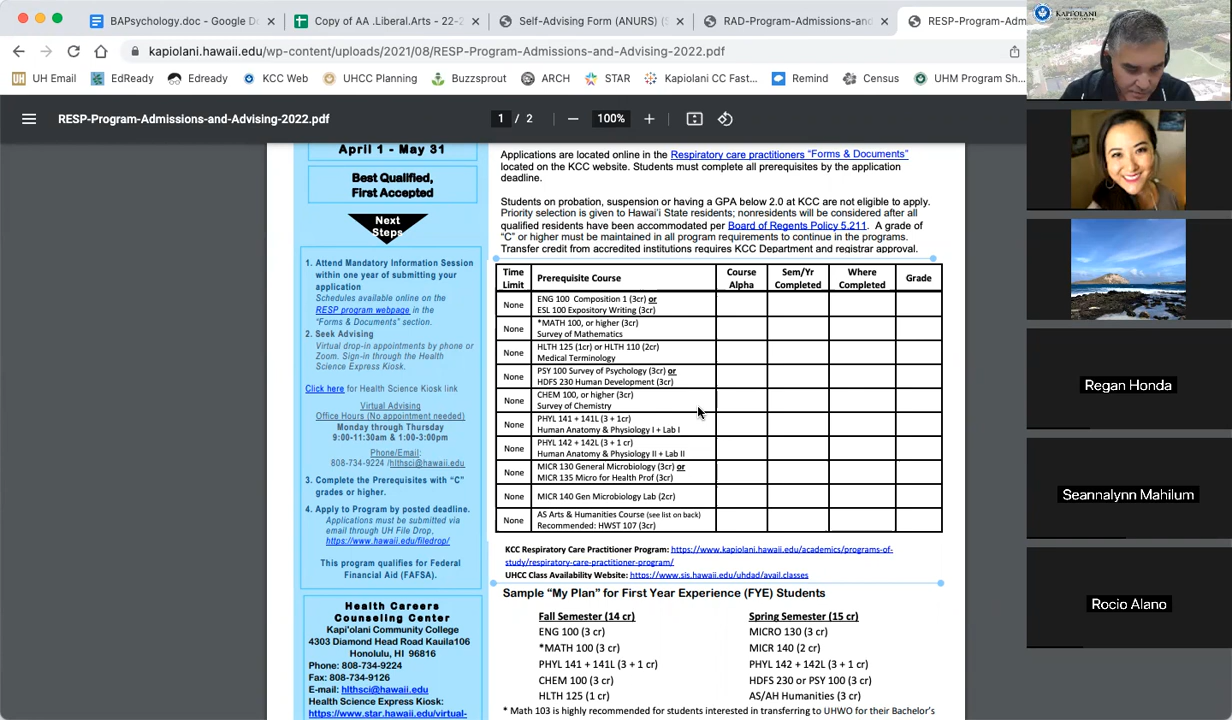 BAPsychology.doc - Google D
Copy of AA .Liberal.Arts - 22-2
Self-Advising Form (ANURS) (S
RAD-Program-Admissions-and
RESP-Program-Adm
kapiolani.hawaii.edu/wp-content/uploads/2021/08/RESP-Program-Admissions-and-Advising-2022.pdf
UH Email
EdReady
Edready
KCC Web
UHCC Planning
Buzzsprout
ARCH
STAR
Kapiolani CC Fast...
Remind
Census
UHM Program Sh...
RESP-Program-Admissions-and-Advising-2022.pdf
1 / 2
100%
April 1 - May 31
Best Qualified,
First Accepted
Next
Steps
1. Attend Mandatory Information Session
within one year of submitting your
application
Schedules available online on the
RESP program webpage in the
"Forms & Documents" section.
2. Seek Advising
Virtual drop-in appointments by phone or
Zoom. Sign-in through the Health
Science Express Kiosk.
Click here for Health Science Kiosk link
Virtual Advising
Office Hours (No appointment needed)
Monday through Thursday
9:00-11:30am & 1:00-3:00pm
Phone/Email:
808-734-9224 /hlthsci@hawaii.edu
3. Complete the Prerequisites with "C"
grades or higher.
4. Apply to Program by posted deadline.
Applications must be submitted via
email through UH File Drop,
https://www.hawaii.edu/filedrop/
This program qualifies for Federal
Financial Aid (FAFSA).
Health Careers
Counseling Center
Kapi'olani Community College
4303 Diamond Head Road Kauila106
Honolulu, HI 96816
Phone: 808-734-9224
Fax: 808-734-9126
E-mail: hlthsci@hawaii.edu
Health Science Express Kiosk:
https://www.star.hawaii.edu/virtual-
Applications are located online in the Respiratory care practitioners "Forms & Documents"
located on the KCC website. Students must complete all prerequisites by the application
deadline.
Students on probation, suspension or having a GPA below 2.0 at KCC are not eligible to apply.
Priority selection is given to Hawai'i State residents; nonresidents will be considered after all
qualified residents have been accommodated per Board of Regents Policy 5.211. A grade of
"C" or higher must be maintained in all program requirements to continue in the programs.
Transfer credit from accredited institutions requires KCC Department and registrar approval.
Time Limit Prerequisite Course Course Alpha Sem/Yr Completed Where Completed Grade
None ENG 100 Composition 1 (3cr) or
ESL 100 Expository Writing (3cr)
None *MATH 100, or higher (3cr)
Survey of Mathematics
None HLTH 125 (1cr) or HLTH 110 (2cr)
Medical Terminology
None PSY 100 Survey of Psychology (3cr) or
HDFS 230 Human Development (3cr)
None CHEM 100, or higher (3cr)
Survey of Chemistry
None PHYL 141 + 141L (3 + 1cr)
Human Anatomy & Physiology I + Lab I
None PHYL 142 + 142L (3 + 1 cr)
Human Anatomy & Physiology II + Lab II
None MICR 130 General Microbiology (3cr) or
MICR 135 Micro for Health Prof (3cr)
None MICR 140 Gen Microbiology Lab (2cr)
None AS Arts & Humanities Course (see list on back)
Recommended: HWST 107 (3cr)
KCC Respiratory Care Practitioner Program: https://www.kapiolani.hawaii.edu/academics/programs-of-
study/respiratory-care-practitioner-program/
UHCC Class Availability Website: https://www.sis.hawaii.edu/uhdad/avail.classes
Sample "My Plan" for First Year Experience (FYE) Students
Fall Semester (14 cr)
ENG 100 (3 cr)
*MATH 100 (3 cr)
PHYL 141 + 141L (3 + 1 cr)
CHEM 100 (3 cr)
HLTH 125 (1 cr)
Spring Semester (15 cr)
MICRO 130 (3 cr)
MICR 140 (2 cr)
PHYL 142 + 142L (3 + 1 cr)
HDFS 230 or PSY 100 (3 cr)
AS/AH Humanities (3 cr)
* Math 103 is highly recommended for students interested in transferring to UHWO for their Bachelor's
KAPI'OLANI
Regan Honda
Seannalynn Mahilum
Rocio Alano